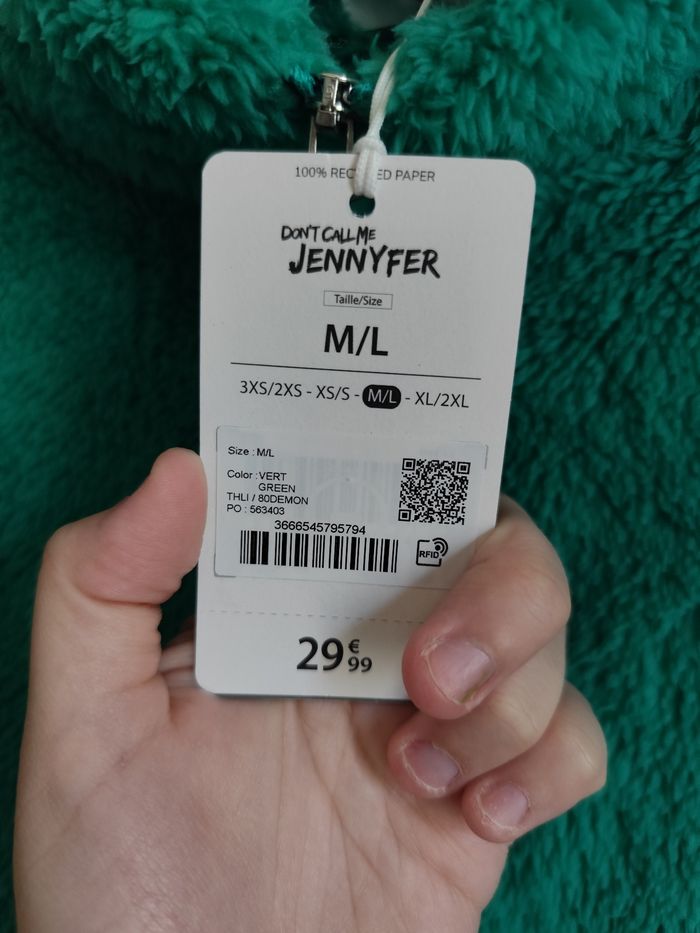 100% REC ED PAPER
DON'T CALL ME
JENNYFER
Taille/Size
M/L
3XS/2XS - XS/S - M/L - XL/2XL
Size : M/L
Color : VERT
GREEN
THLI / 80DEMON
PO : 563403
3666545795794
RFID
29€99